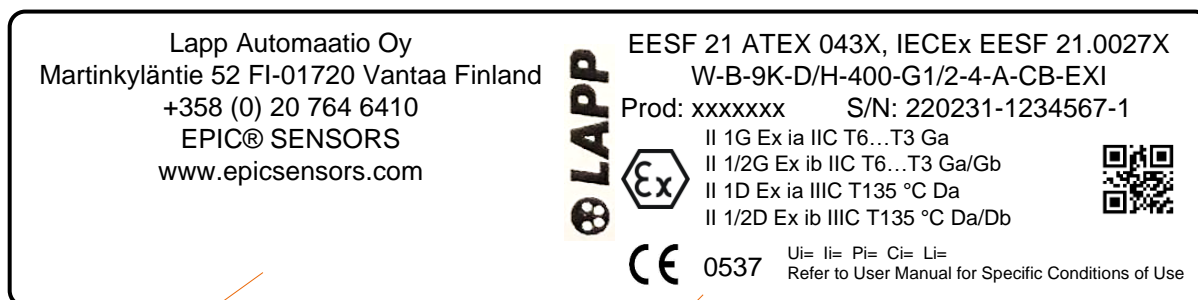 Lapp Automaatio Oy
Martinkyläntie 52 FI-01720 Vantaa Finland
+358 (0) 20 764 6410
EPIC® SENSORS
www.epicsensors.com
LAPP
EESF 21 ATEX 043X, IECEx EESF 21.0027X
W-B-9K-D/H-400-G1/2-4-A-CB-EXI
Prod: xxxxxxx S/N: 220231-1234567-1
Ex
II 1G Ex ia IIC T6…T3 Ga
II 1/2G Ex ib IIC T6…T3 Ga/Gb
II 1D Ex ia IIIC T135 °C Da
II 1/2D Ex ib IIIC T135 °C Da/Db
CE 0537
Ui= Ii= Pi= Ci= Li=
Refer to User Manual for Specific Conditions of Use